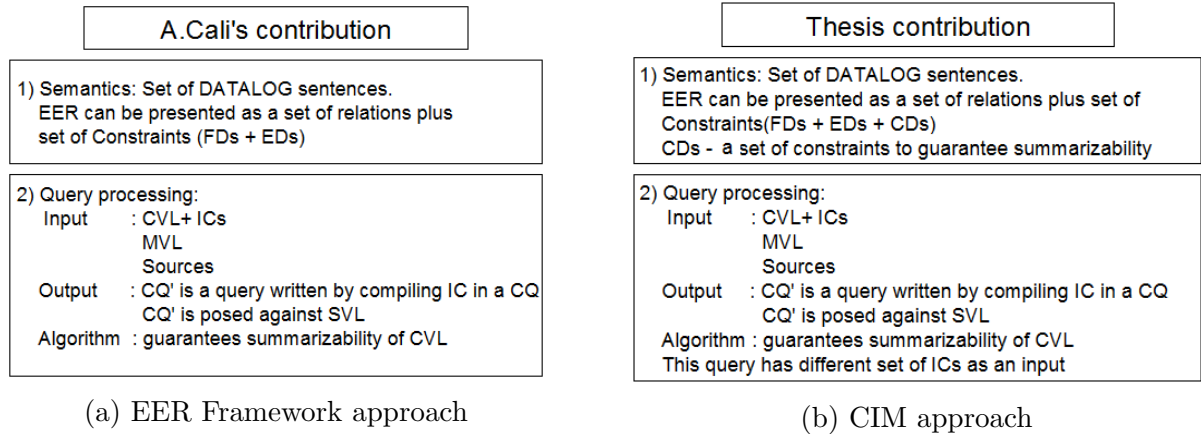 A.Cali's contribution
1) Semantics: Set of DATALOG sentences.
EER can be presented as a set of relations plus
set of Constraints (FDs + EDs)
2) Query processing:
Input : CVL+ ICs
MVL
Sources
Output : CQ' is a query written by compiling IC in a CQ
CQ' is posed against SVL
Algorithm : guarantees summarizability of CVL
(a) EER Framework approach
Thesis contribution
1) Semantics: Set of DATALOG sentences.
EER can be presented as a set of relations plus set of
Constraints(FDs + EDs + CDs)
CDs - a set of constraints to guarantee summarizability
2) Query processing:
Input : CVL+ ICs
MVL
Sources
Output : CQ' is a query written by compiling IC in a CQ
CQ' is posed against SVL
Algorithm : guarantees summarizability of CVL
This query has different set of ICs as an input
(b) CIM approach